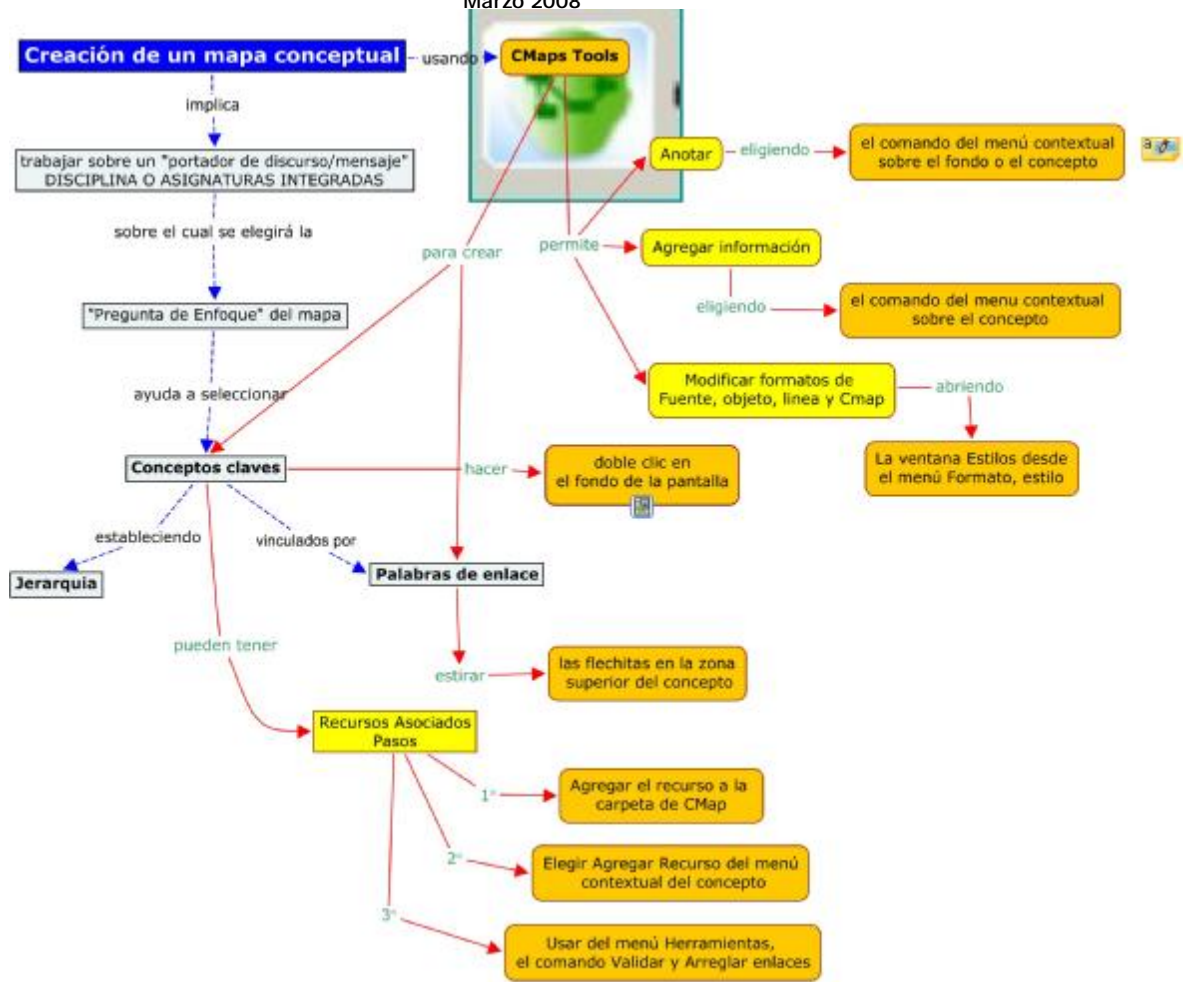 Marzo 2008
Creación de un mapa conceptual
usando
CMaps Tools
implica
trabajar sobre un "portador de discurso/mensaje"
DISCIPLINA O ASIGNATURAS INTEGRADAS
Anotar
eligiendo
el comando del menú contextual
sobre el fondo o el concepto
a
sobre el cual se elegirá la
para crear
permite
Agregar información
eligiendo
el comando del menu contextual
sobre el concepto
"Pregunta de Enfoque" del mapa
ayuda a seleccionar
Modificar formatos de
Fuente, objeto, linea y Cmap
abriendo
La ventana Estilos desde
el menú Formato, estilo
Conceptos claves
hacer
doble clic en
el fondo de la pantalla
estableciendo
vinculados por
Jerarquia
Palabras de enlace
pueden tener
estirar
las flechitas en la zona
superior del concepto
Recursos Asociados
Pasos
1°
Agregar el recurso a la
carpeta de CMap
2°
Elegir Agregar Recurso del menú
contextual del concepto
3°
Usar del menú Herramientas,
el comando Validar y Arreglar enlaces